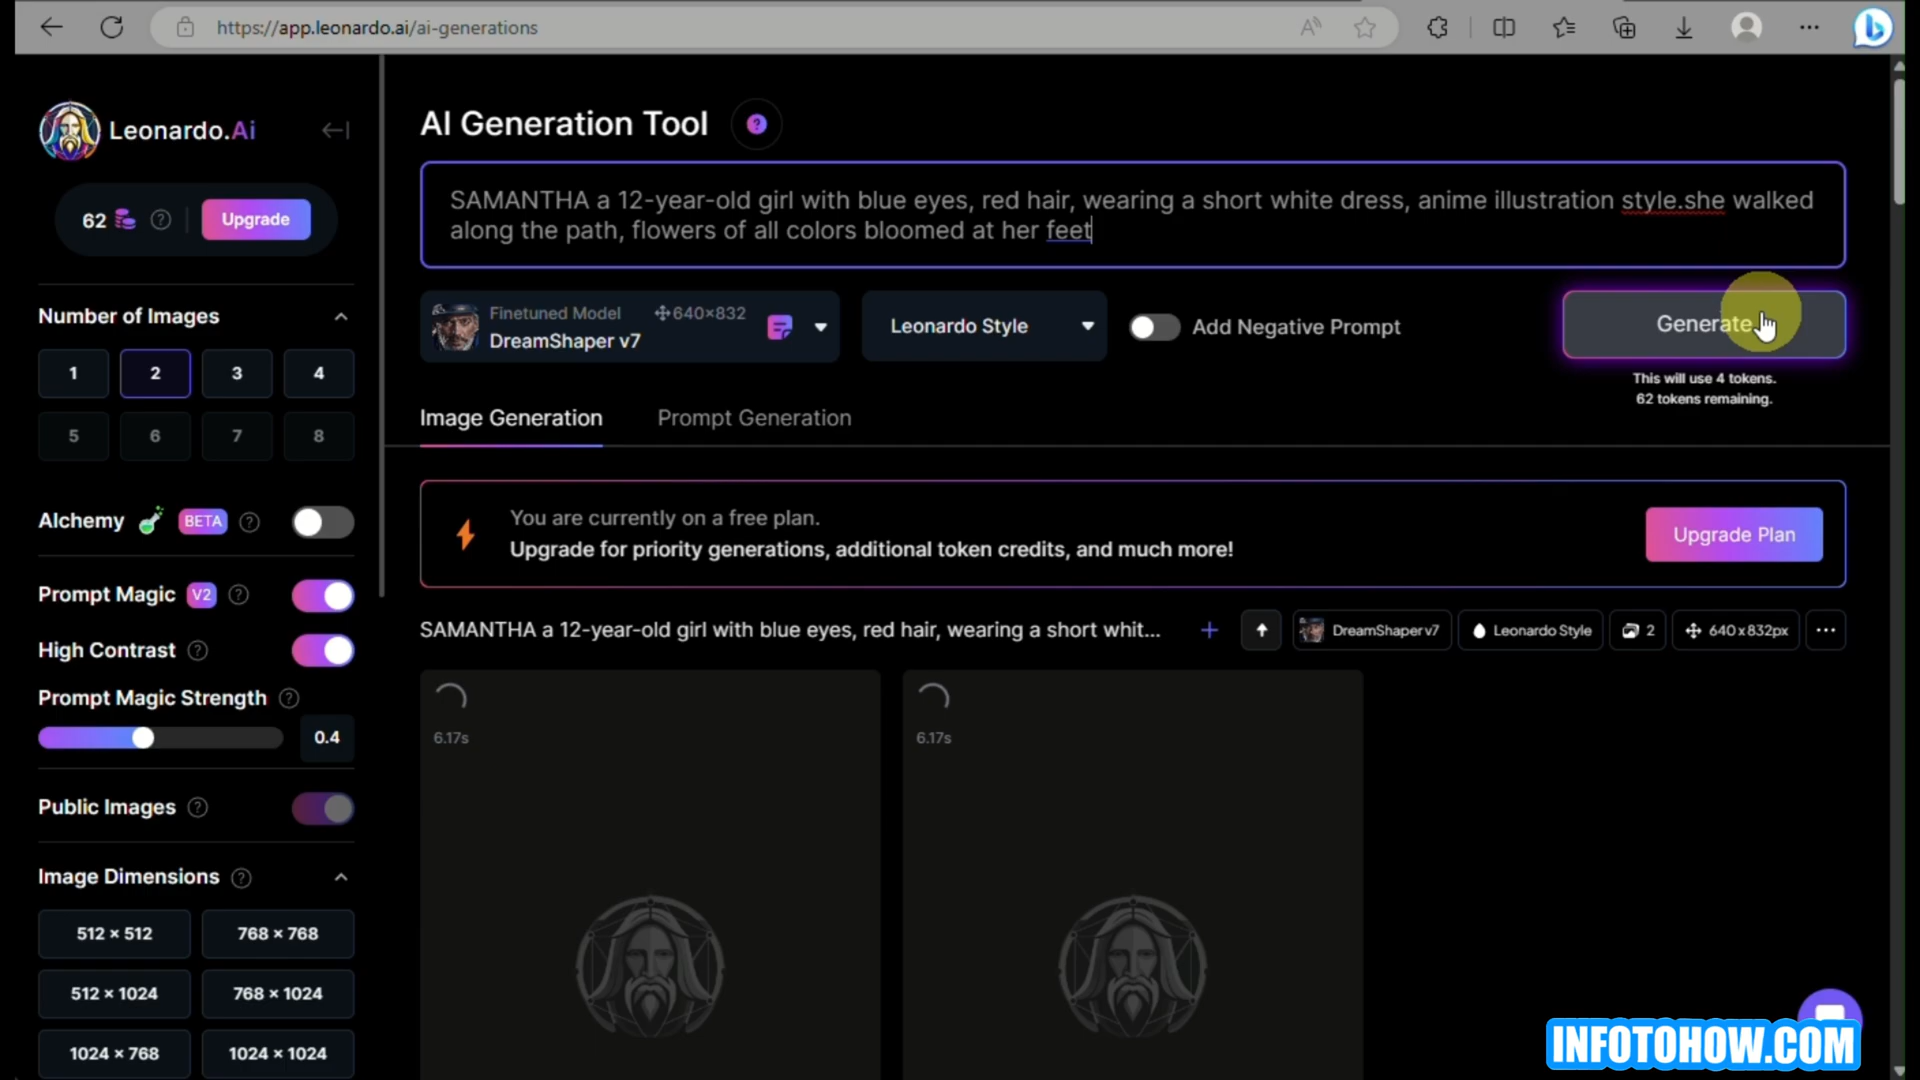 https://app.leonardo.ai/ai-generations
Leonardo.Ai
62
Upgrade
Number of Images
1
2
3
4
5
6
7
8
Alchemy BETA
Prompt Magic V2
High Contrast
Prompt Magic Strength
0.4
Public Images
Image Dimensions
512 × 512
768 × 768
512 × 1024
768 × 1024
1024 × 768
1024 × 1024
AI Generation Tool
SAMANTHA a 12-year-old girl with blue eyes, red hair, wearing a short white dress, anime illustration style.she walked
along the path, flowers of all colors bloomed at her feet
Finetuned Model 640×832
DreamShaper v7
Leonardo Style
Add Negative Prompt
Generate
This will use 4 tokens.
62 tokens remaining.
Image Generation
Prompt Generation
You are currently on a free plan.
Upgrade for priority generations, additional token credits, and much more!
Upgrade Plan
SAMANTHA a 12-year-old girl with blue eyes, red hair, wearing a short whit...
DreamShaper v7
Leonardo Style
2
640 x 832px
6.17s
6.17s
INFOTOHOW.COM